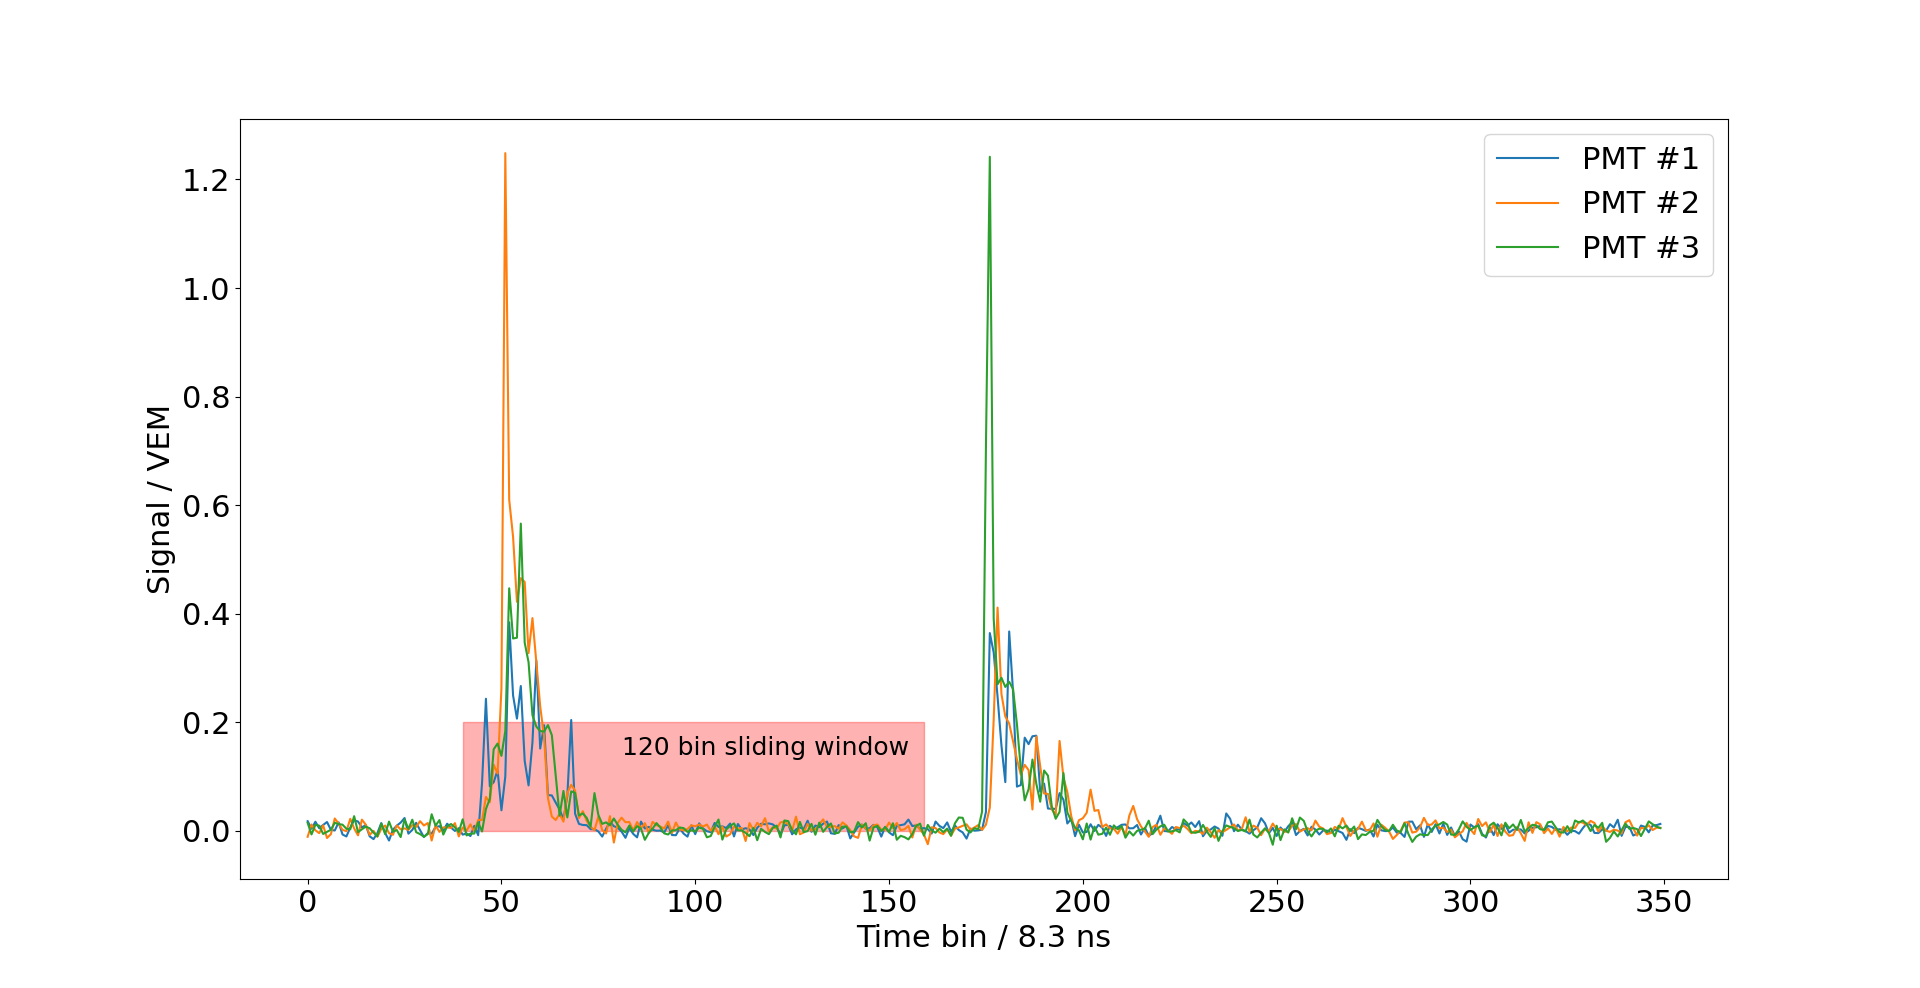 PMT #1
PMT #2
PMT #3
1.2
1.0
0.8
0.6
0.4
0.2
0.0
Signal / VEM
120 bin sliding window
0 50 100 150 200 250 300 350
Time bin / 8.3 ns